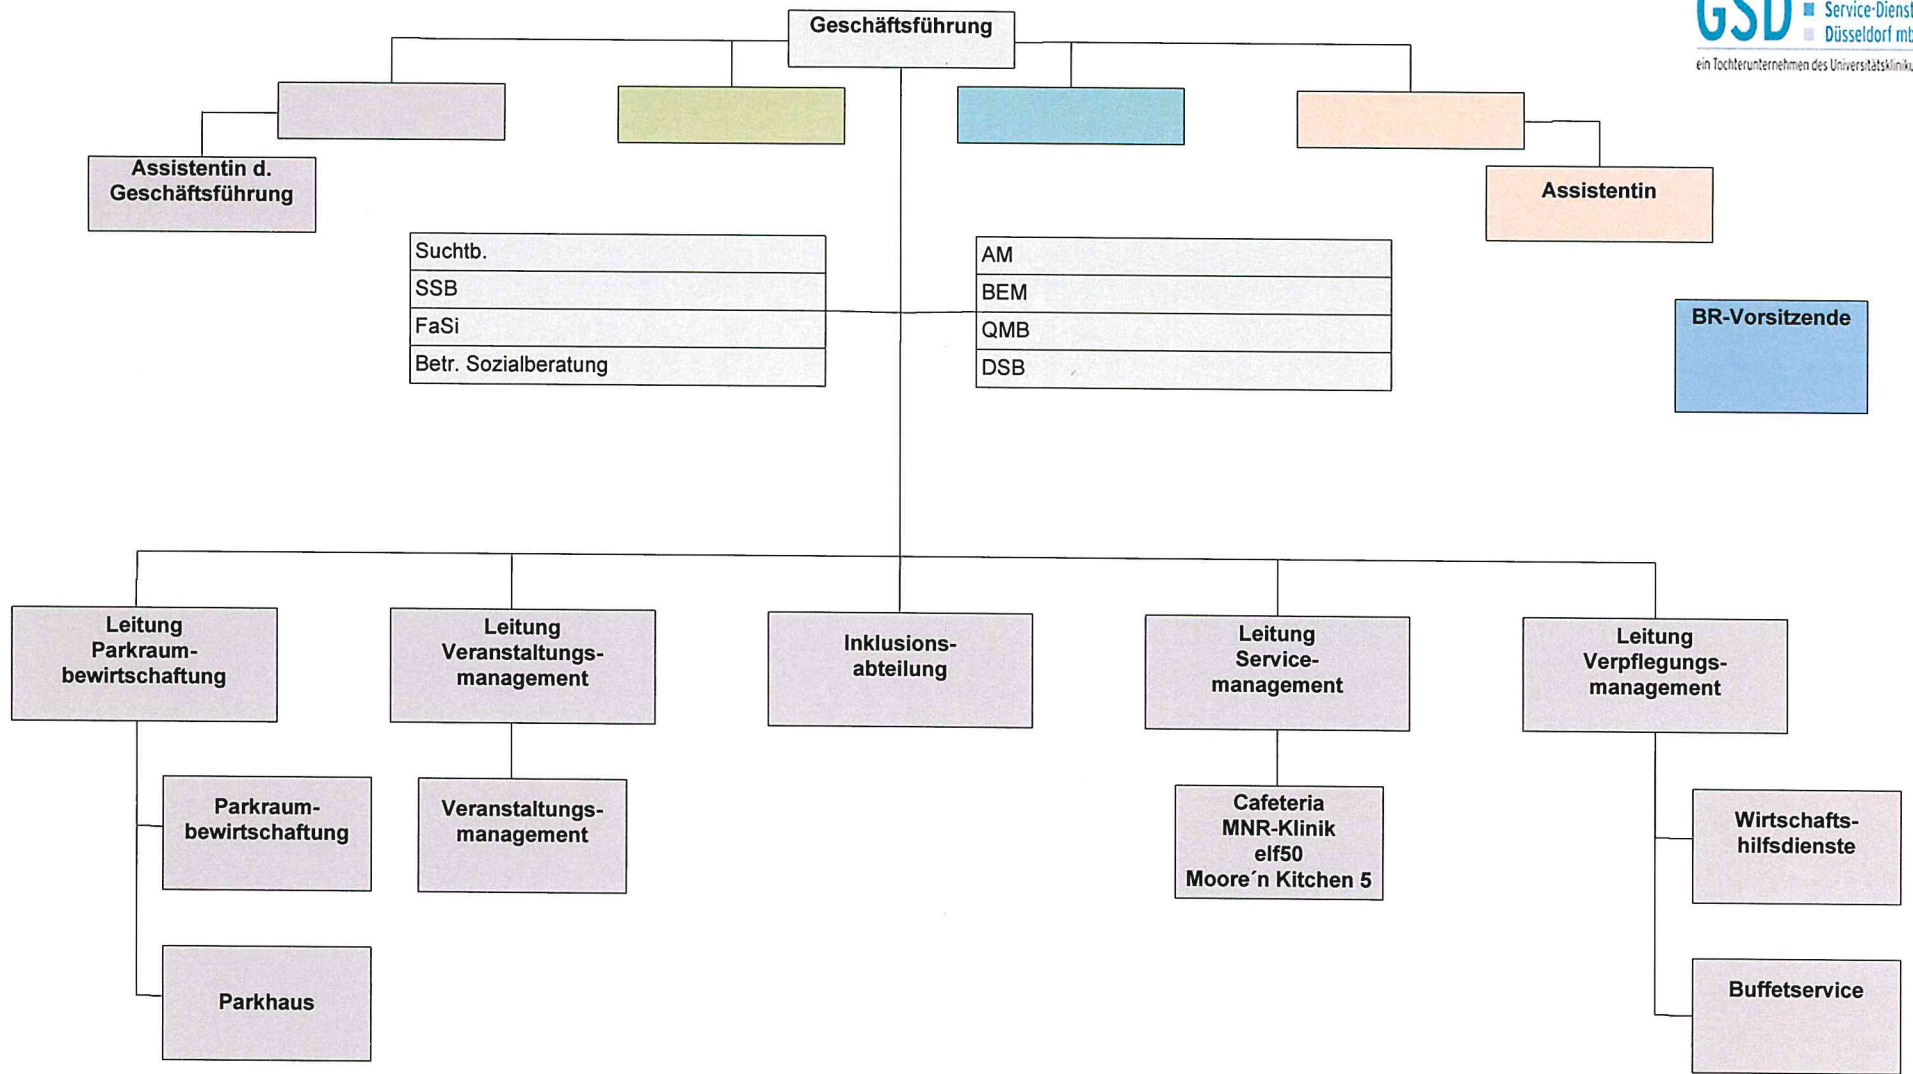 Geschäftsführung
GSD
Service-Dienst
Düsseldorf mb
ein Tochterunternehmen des Universitätskliniku
Assistentin d.
Geschäftsführung
Assistentin
Suchtb.
SSB
FaSi
Betr. Sozialberatung
AM
BEM
QMB
DSB
BR-Vorsitzende
Leitung
Parkraum-
bewirtschaftung
Leitung
Veranstaltungs-
management
Inklusions-
abteilung
Leitung
Service-
management
Leitung
Verpflegungs-
management
Parkraum-
bewirtschaftung
Veranstaltungs-
management
Cafeteria
MNR-Klinik
elf50
Moore´n Kitchen 5
Wirtschafts-
hilfsdienste
Parkhaus
Buffetservice